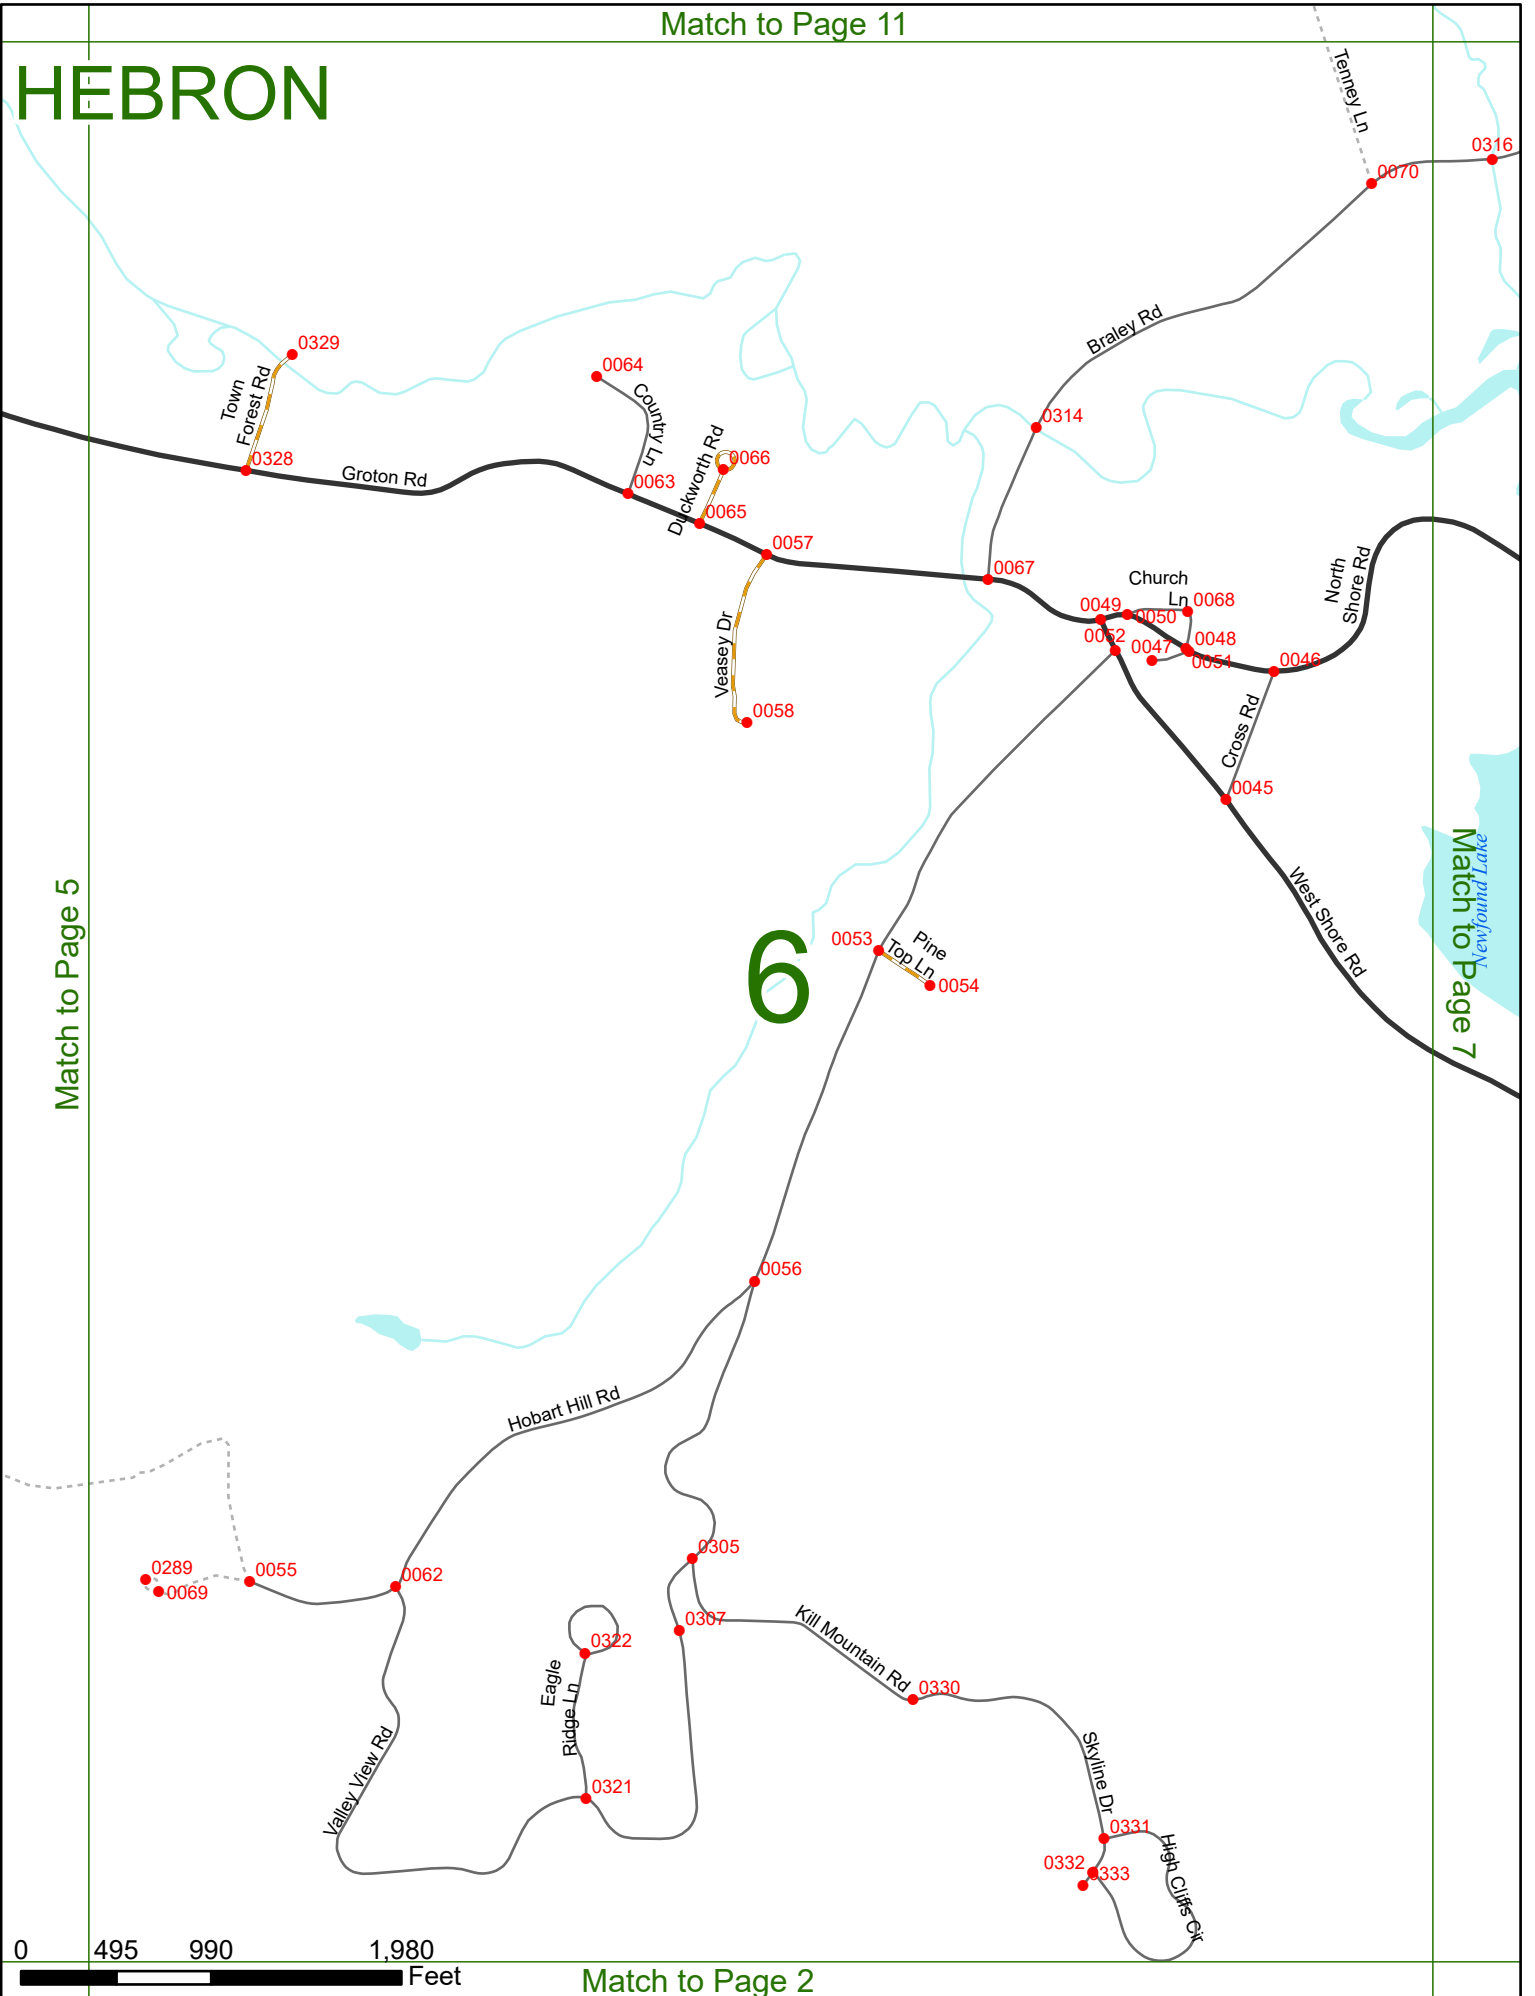 Match to Page 11
HEBRON
Tenney Ln
0316
0070
Braley Rd
0329
0064
Town
Forest Rd
Country Ln
0314
Duckworth Rd
0066
0328
Groton Rd
0063
0065
0057
0067
North
Shore Rd
Church
Ln
0068
0049
0050
0052
0047
0048
0051
0046
Veasey Dr
0058
Cross Rd
0045
Match to Page 5
Match to Page 7
Newfound Lake
West Shore Rd
6
0053
Pine
Top Ln
0054
0056
Hobart Hill Rd
0305
0289
0069
0055
0062
0307
Kill Mountain Rd
0322
Eagle
Ridge Ln
0330
Valley View Rd
Skyline Dr
0321
0331
High Cliffs Cir
0332
0333
0
495
990
1,980
Feet
Match to Page 2